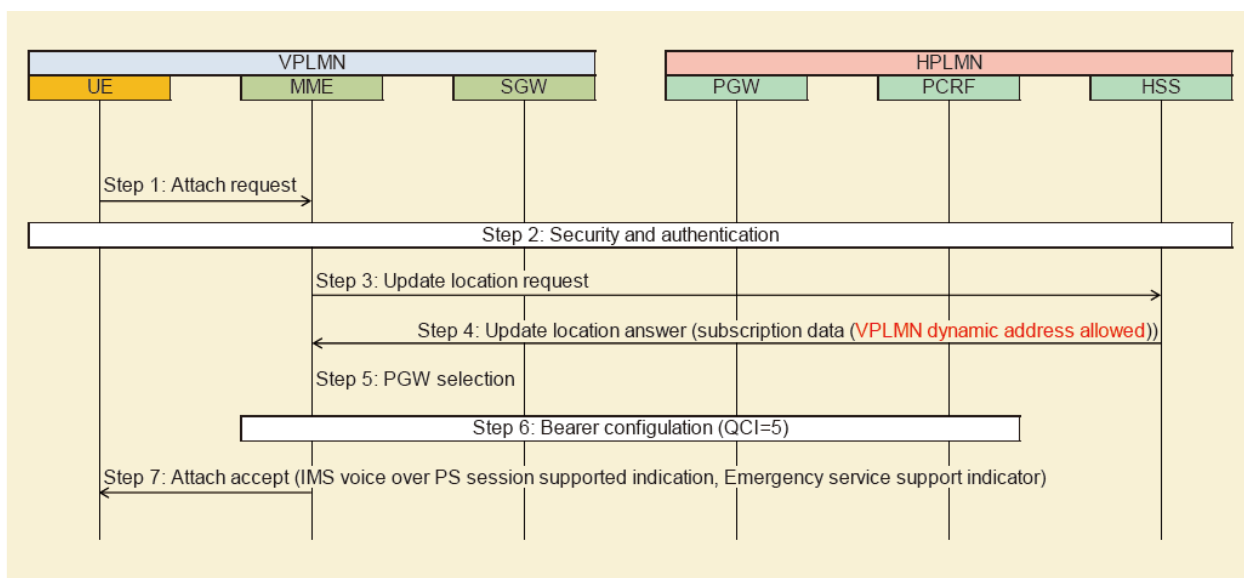 VPLMN
HPLMN
UE
MME
SGW
PGW
PCRF
HSS
Step 1: Attach request
Step 2: Security and authentication
Step 3: Update location request
Step 4: Update location answer (subscription data (VPLMN dynamic address allowed))
Step 5: PGW selection
Step 6: Bearer configulation (QCI=5)
Step 7: Attach accept (IMS voice over PS session supported indication, Emergency service support indicator)